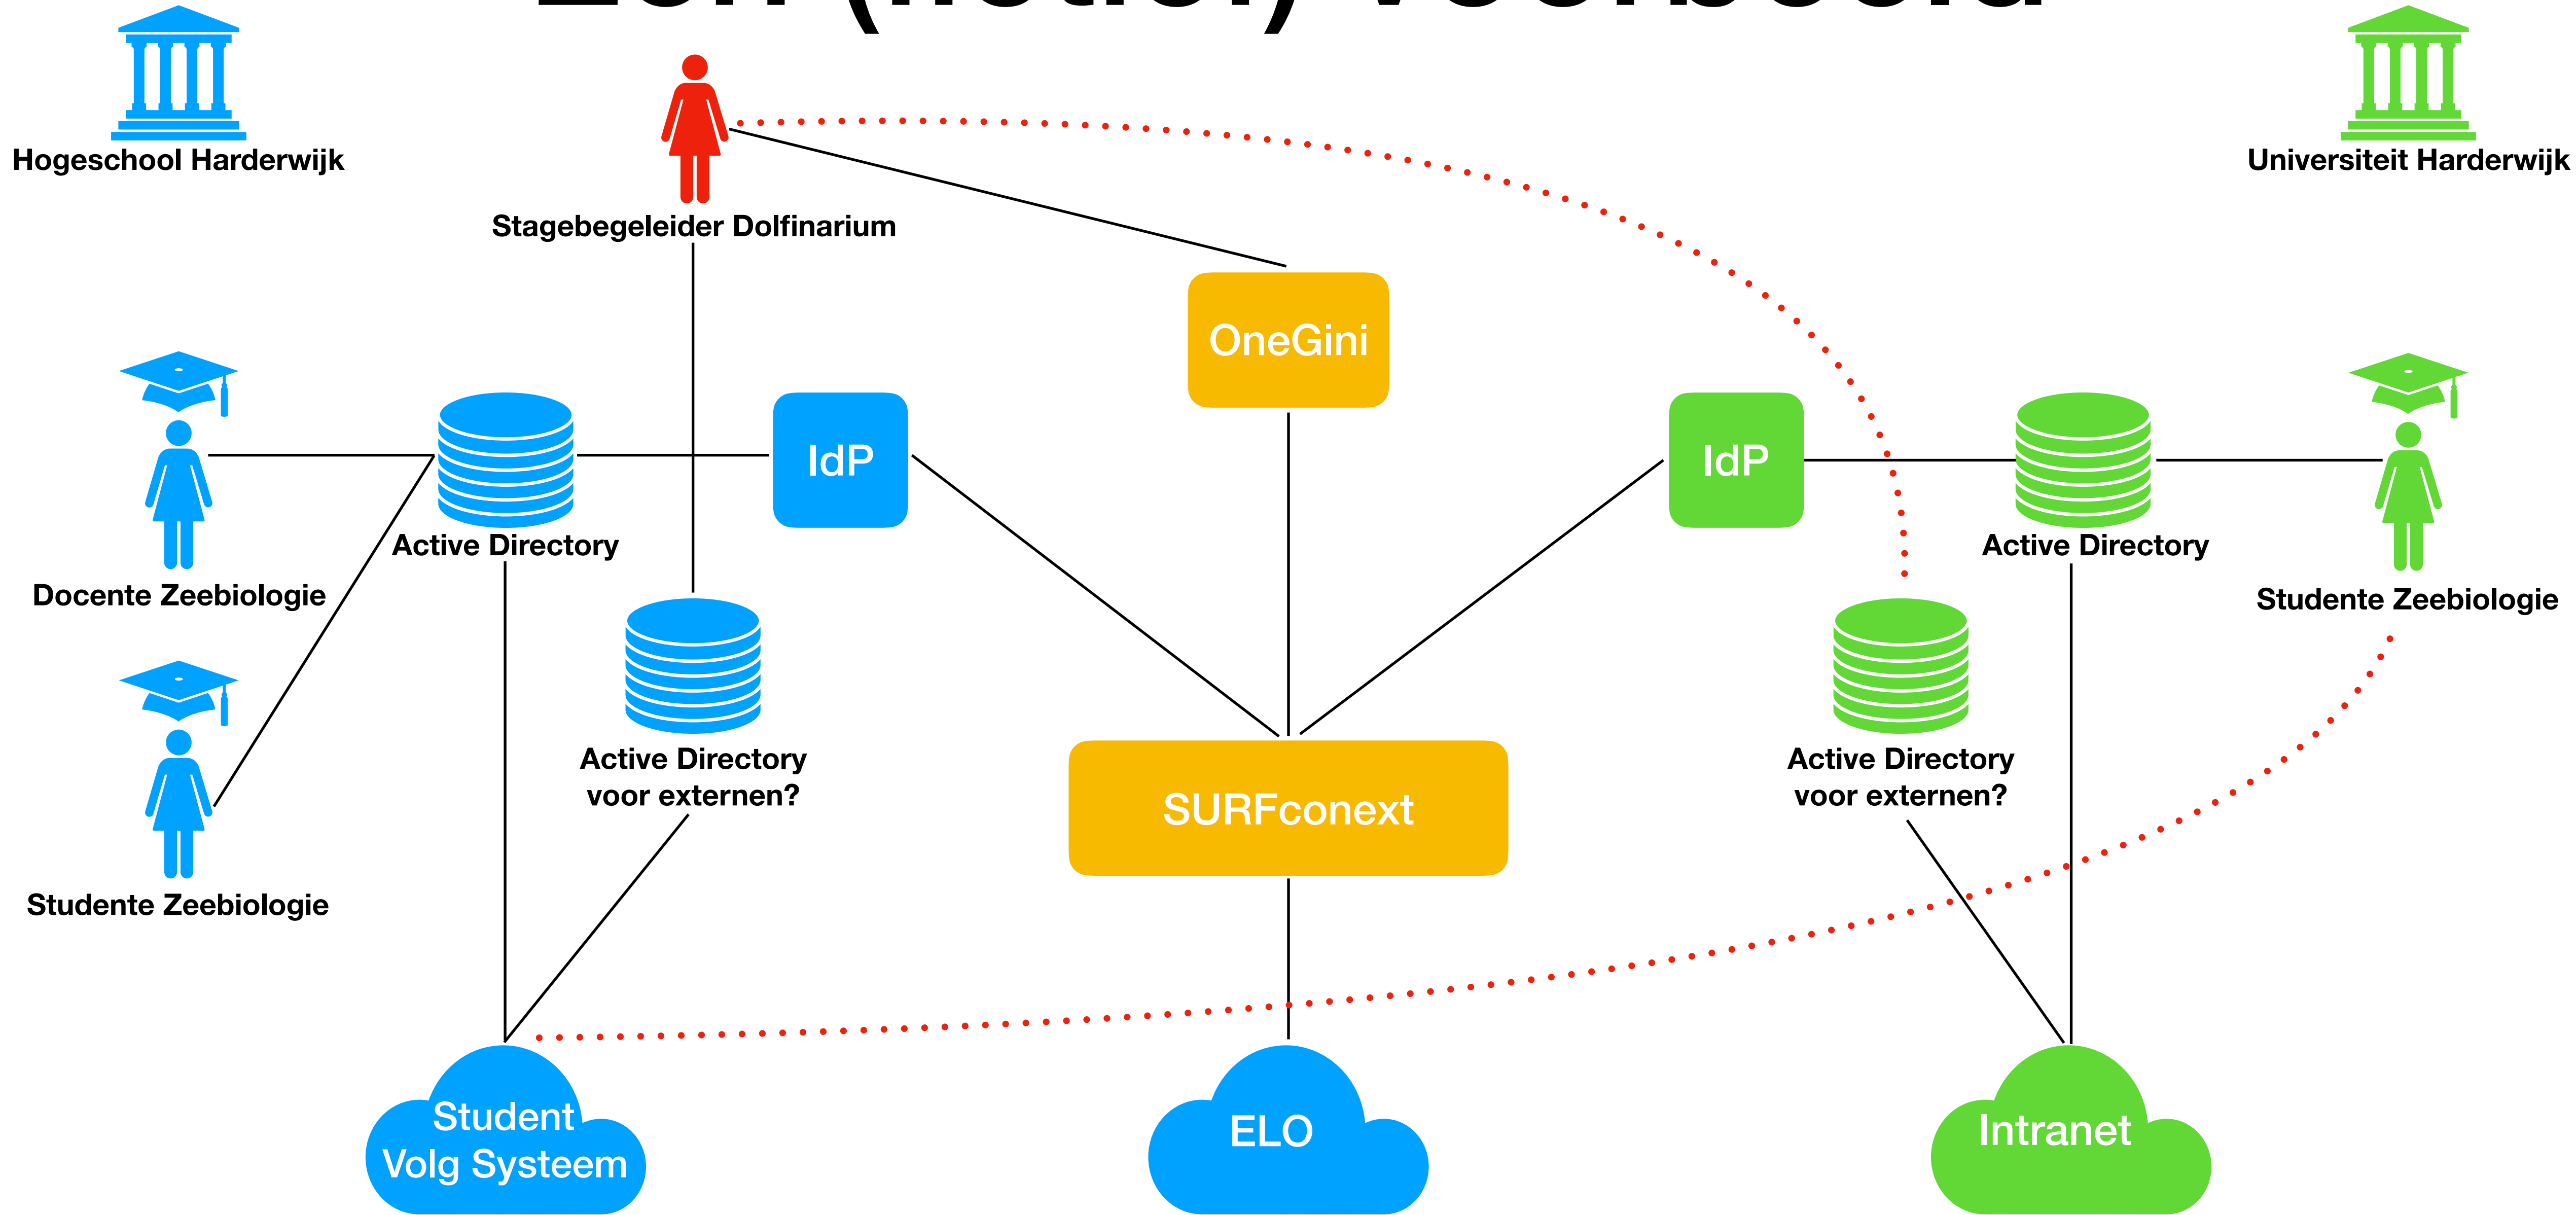 Hogeschool Harderwijk
Universiteit Harderwijk
Stagebegeleider Dolfinarium
OneGini
IdP
IdP
Active Directory
Active Directory
Docente Zeebiologie
Studente Zeebiologie
Active Directory
voor externen?
Active Directory
voor externen?
SURFconext
Studente Zeebiologie
Student
Volg Systeem
ELO
Intranet